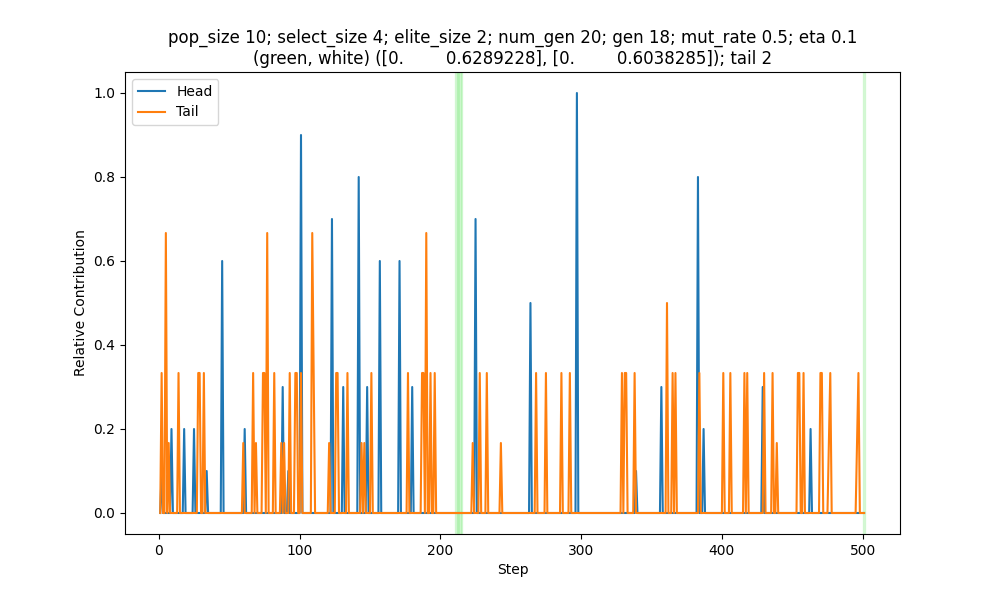 pop_size 10; select_size 4; elite_size 2; num_gen 20; gen 18; mut_rate 0.5; eta 0.1
(green, white) ([0. 0.6289228], [0. 0.6038285]); tail 2
Head
Tail
1.0
0.8
0.6
0.4
0.2
0.0
Relative Contribution
0 100 200 300 400 500
Step